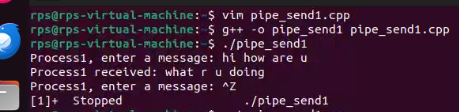 rps@rps-virtual-machine:~$ vim pipe_send1.cpp
rps@rps-virtual-machine:~$ g++ -o pipe_send1 pipe_send1.cpp
rps@rps-virtual-machine:~$ ./pipe_send1
Process1, enter a message: hi how are u
Process1 received: what r u doing
Process1, enter a message: ^Z
[1]+  Stopped                 ./pipe_send1